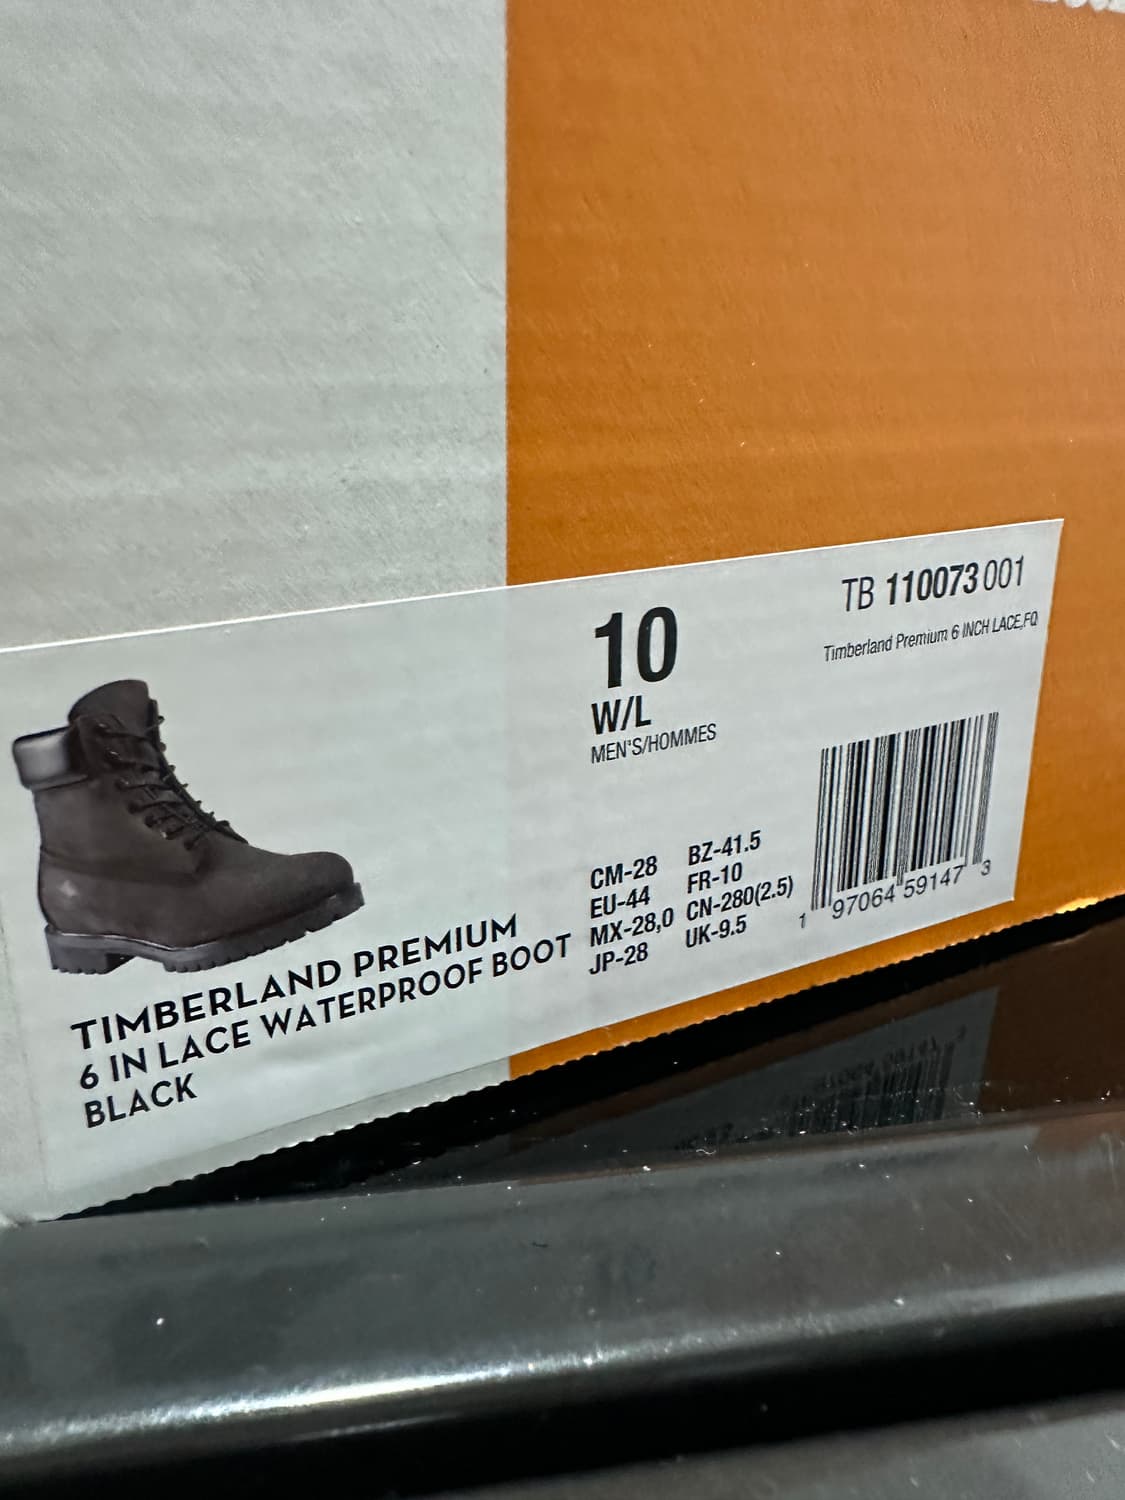 TB 110073 001
Timberland Premium 6 INCH LACE,FQ
10
W/L
MEN'S/HOMMES
CM-28 BZ-41.5
EU-44 FR-10
MX-28,0 CN-280(2.5)
JP-28 UK-9.5
1 97064 59147 3
TIMBERLAND PREMIUM
6 IN LACE WATERPROOF BOOT
BLACK